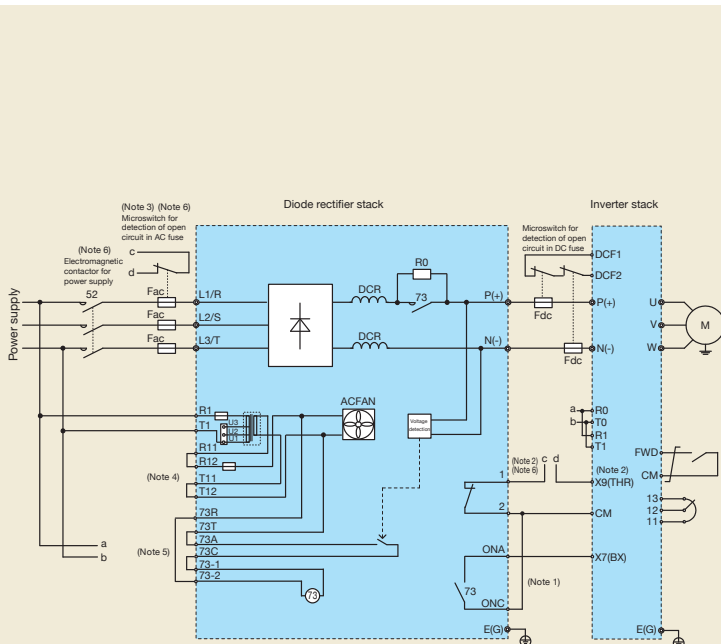 (Note 3) (Note 6)
Microswitch for
detection of open
circuit in AC fuse
Diode rectifier stack
Inverter stack
(Note 6)
Electromagnetic
contactor for
power supply
52
c
d
Microswitch for
detection of open
circuit in DC fuse
DCF1
DCF2
Power supply
Fac
Fac
Fac
L1/R
L2/S
L3/T
DCR
DCR
R0
73
P(+)
N(-)
Fdc
Fdc
P(+)
N(-)
U
V
W
M
R1
T1
U3
U2
U1
R11
R12
(Note 4)
T11
T12
ACFAN
Voltage
detection
a
b
R0
T0
R1
T1
FWD
CM
(Note 2)
(Note 6)
c
d
(Note 2)
X9(THR)
1
2
CM
13
12
11
73R
73T
73A
73C
73-1
73-2
(Note 5)
73
a
b
ONA
73
ONC
(Note 1)
X7(BX)
E(G)
E(G)